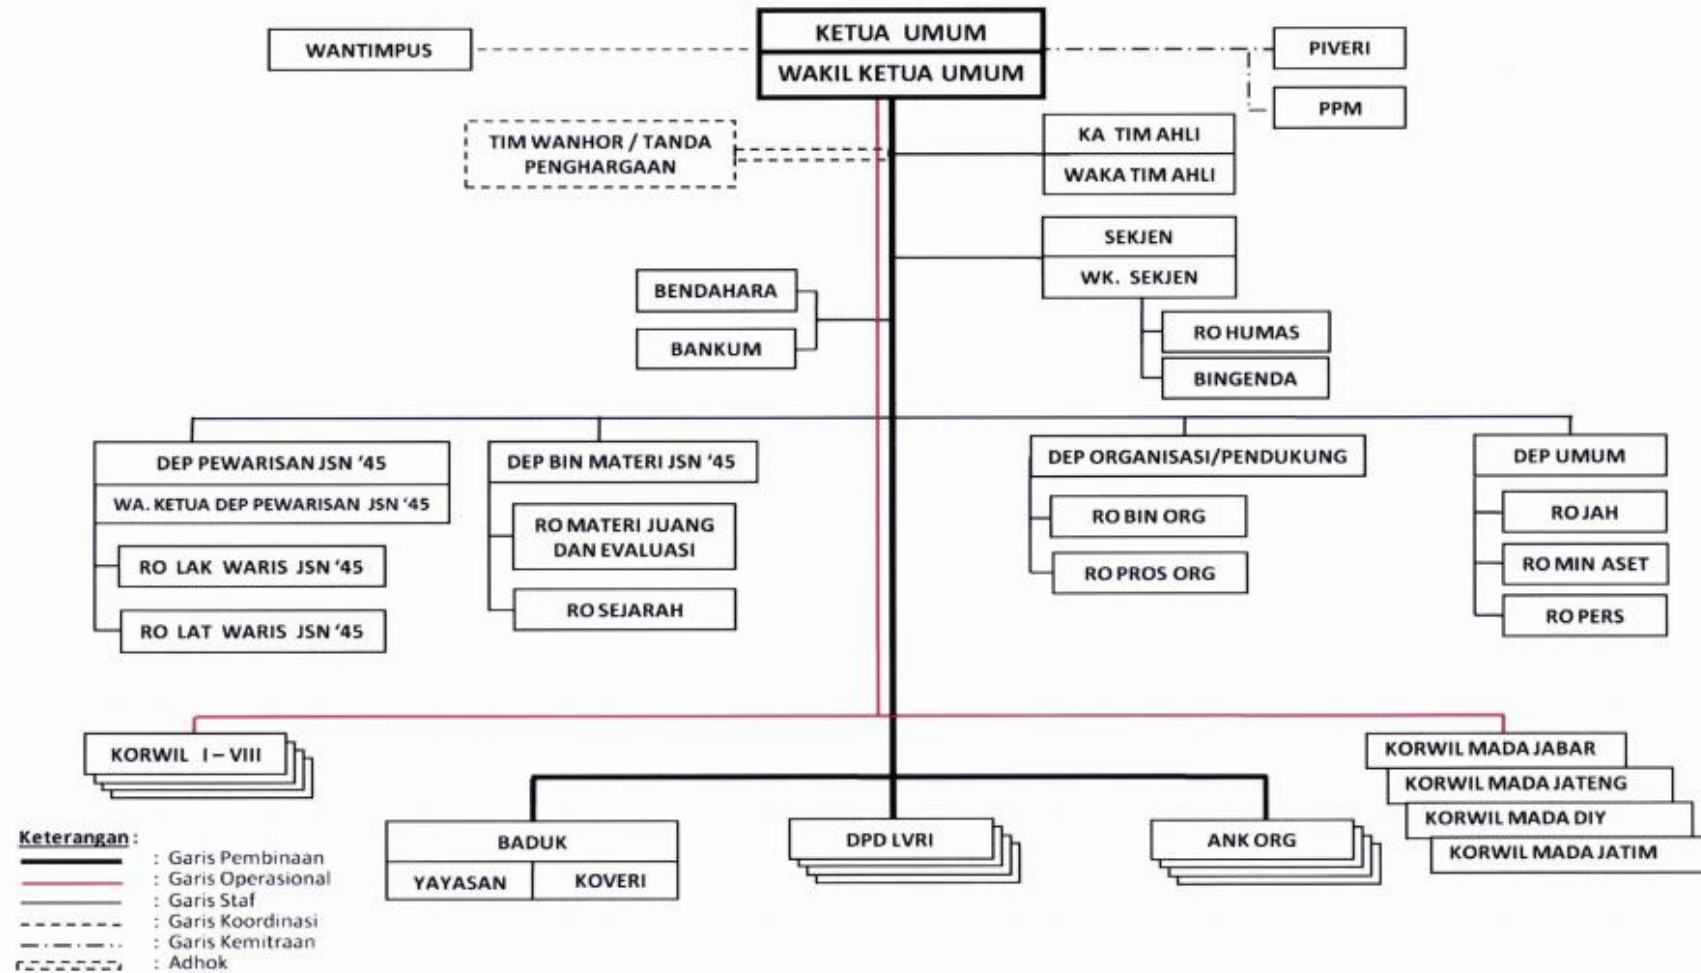 KETUA UMUM
WAKIL KETUA UMUM
WANTIMPUS
PIVERI
PPM
TIM WANHOR / TANDA
PENGHARGAAN
KA TIM AHLI
WAKA TIM AHLI
SEKJEN
WK. SEKJEN
BENDAHARA
BANKUM
RO HUMAS
BINGENDA
DEP PEWARISAN JSN '45
WA. KETUA DEP PEWARISAN JSN '45
RO LAK WARIS JSN '45
RO LAT WARIS JSN '45
DEP BIN MATERI JSN '45
RO MATERI JUANG
DAN EVALUASI
RO SEJARAH
DEP ORGANISASI/PENDUKUNG
RO BIN ORG
RO PROS ORG
DEP UMUM
RO JAH
RO MIN ASET
RO PERS
KORWIL I – VIII
KORWIL MADA JABAR
KORWIL MADA JATENG
KORWIL MADA DIY
KORWIL MADA JATIM
BADUK
YAYASAN
KOVERI
DPD LVRI
ANK ORG
Keterangan :
: Garis Pembinaan
: Garis Operasional
: Garis Staf
: Garis Koordinasi
: Garis Kemitraan
: Adhok